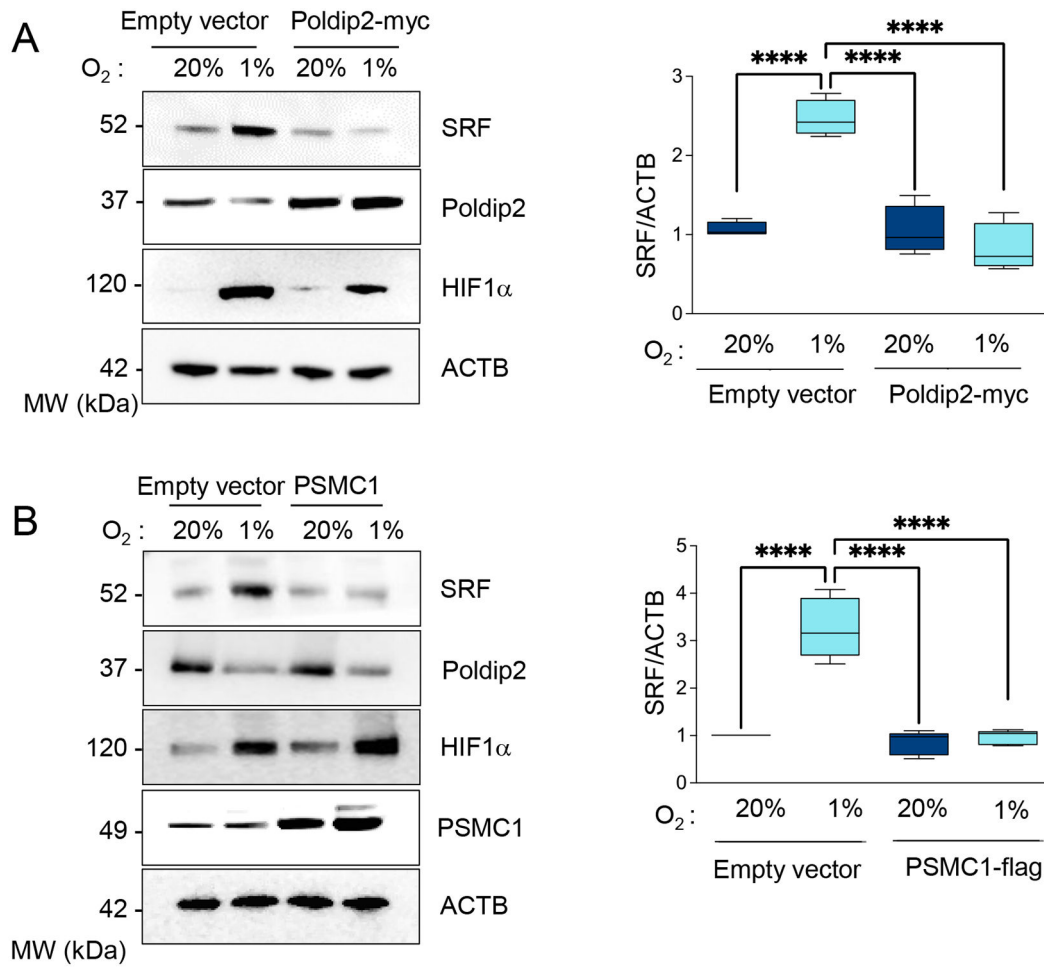 A
Empty vector Poldip2-myc
O2 : 20% 1% 20% 1%
52 SRF
37 Poldip2
120 HIF1α
42 ACTB
MW (kDa)
**** **** ****
SRF/ACTB
3
2
1
0
O2 : 20% 1% 20% 1%
Empty vector Poldip2-myc
B
Empty vector PSMC1
O2 : 20% 1% 20% 1%
52 SRF
37 Poldip2
120 HIF1α
49 PSMC1
42 ACTB
MW (kDa)
**** **** ****
SRF/ACTB
5
4
3
2
1
0
O2 : 20% 1% 20% 1%
Empty vector PSMC1-flag